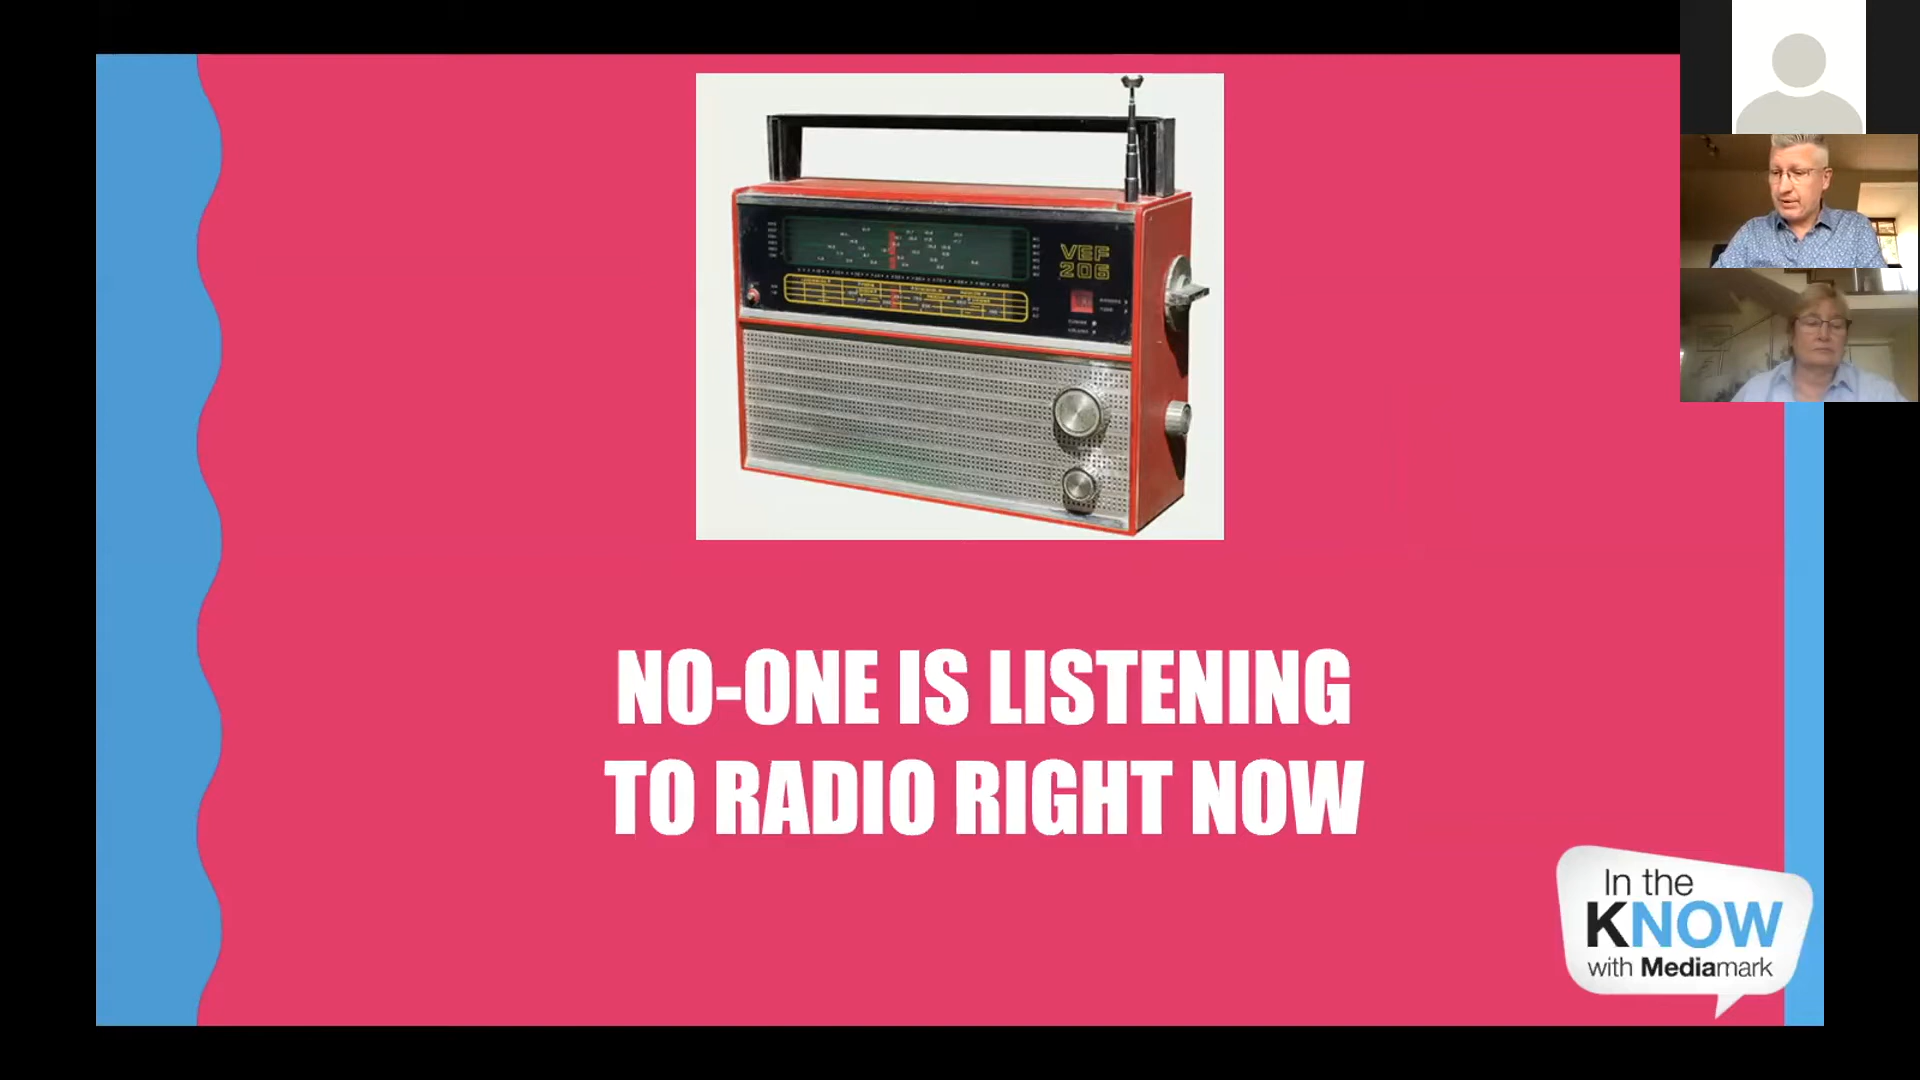 VEF
206
NO-ONE IS LISTENING
TO RADIO RIGHT NOW
In the
KNOW
with Mediamark